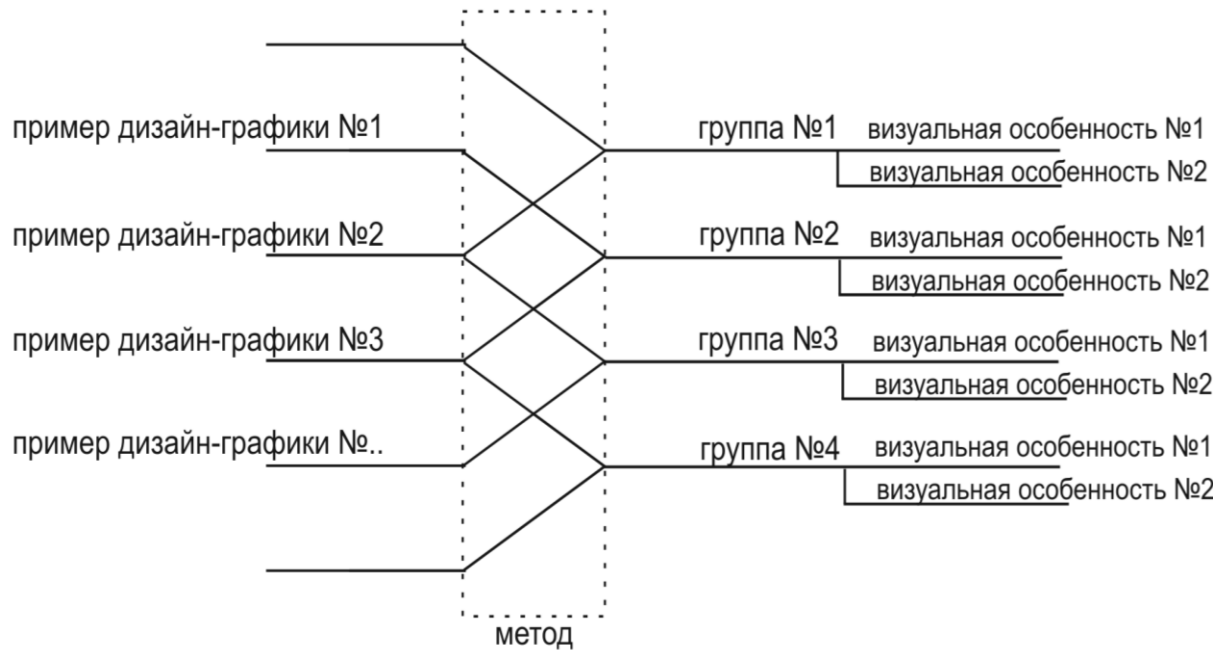 пример дизайн-графики №1
группа №1
визуальная особенность №1
визуальная особенность №2
пример дизайн-графики №2
группа №2
визуальная особенность №1
визуальная особенность №2
пример дизайн-графики №3
группа №3
визуальная особенность №1
визуальная особенность №2
пример дизайн-графики №..
группа №4
визуальная особенность №1
визуальная особенность №2
метод